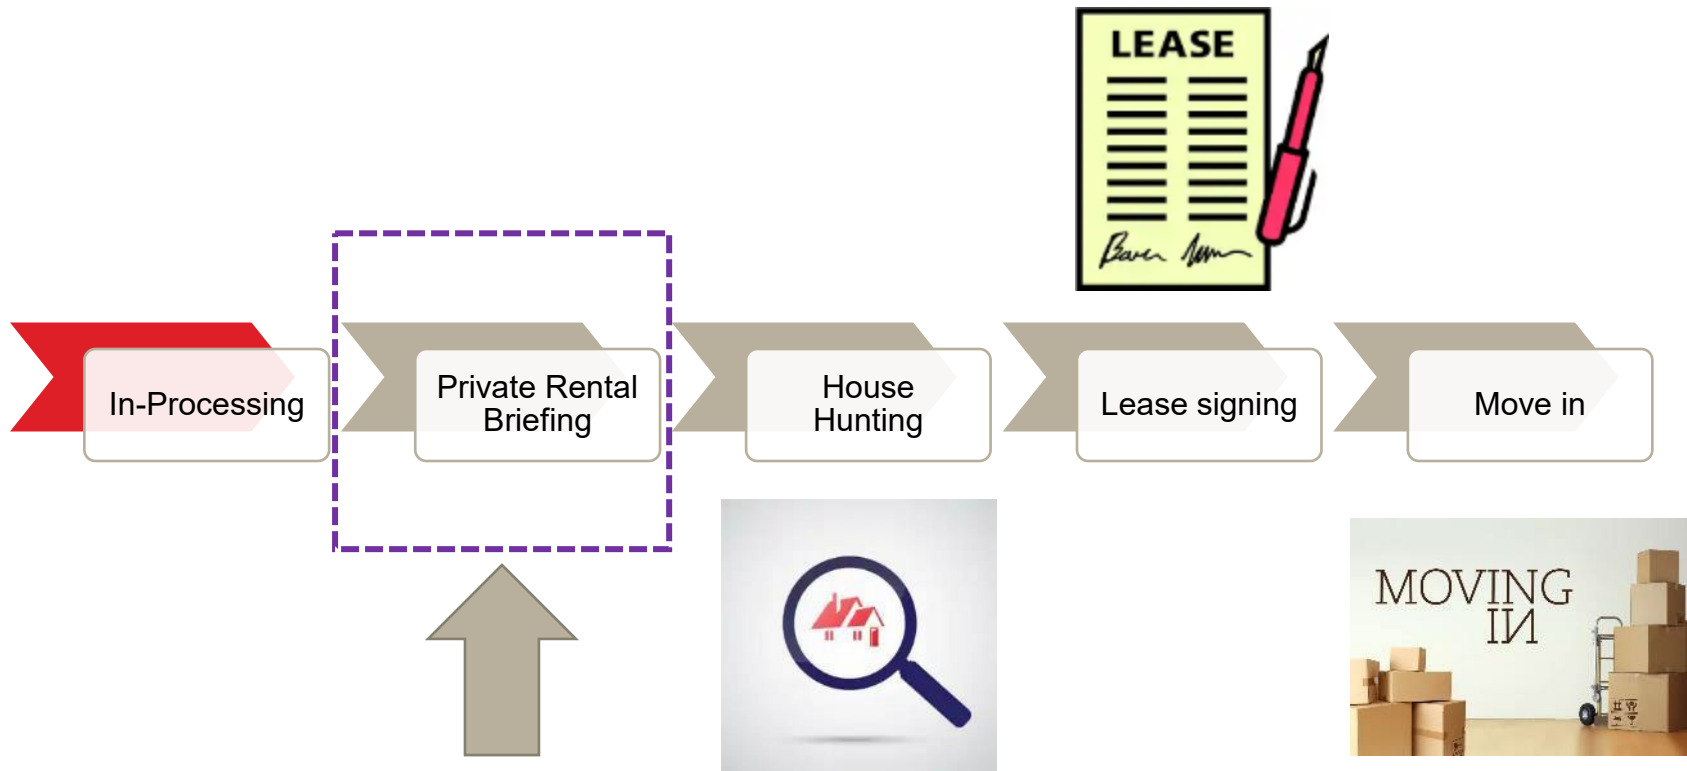 LEASE
In-Processing
Private Rental
Briefing
House
Hunting
Lease signing
Move in
MOVING
IN